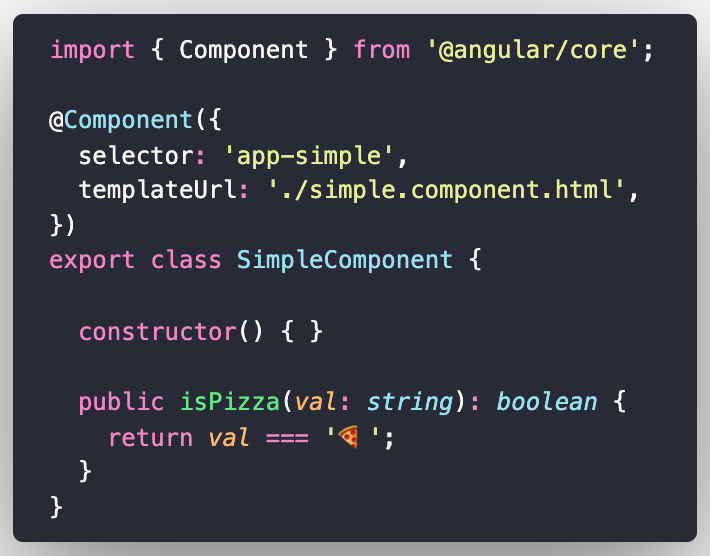 import { Component } from '@angular/core';
@Component({
selector: 'app-simple',
templateUrl: './simple.component.html',
})
export class SimpleComponent {
constructor() { }
public isPizza(val: string): boolean {
return val === '🍕 ';
}
}